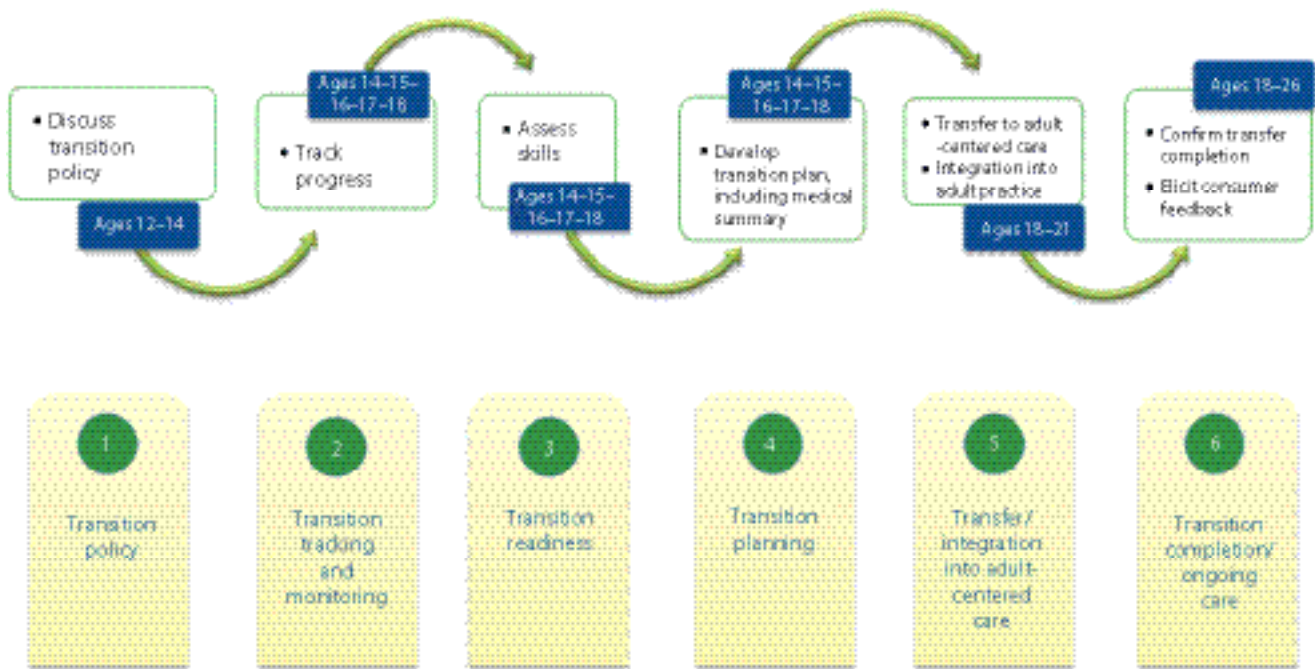 • Discuss
transition
policy
Ages 12–14
Ages 14–15–
16–17–18
• Track
progress
▪ Assess
skills
Ages 14–15–
16–17–18
Ages 14–15–
16–17–18
▪ Develop
transition plan,
including medical
summary
• Transfer to adult
-centered care
• Integration into
adult practice
Ages 18–21
Ages 18–26
• Confirm transfer
completion
• Elicit consumer
feedback
1
Transition
policy
2
Transition
tracking
and
monitoring
3
Transition
readiness
4
Transition
planning
5
Transfer/
integration
into adult-
centered
care
6
Transition
completion/
ongoing
care